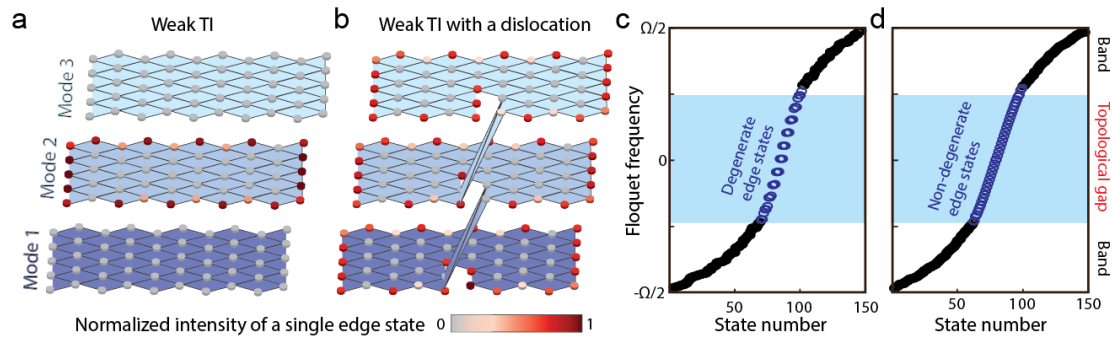 a
Weak TI
Mode 3
Mode 2
Mode 1
b
Weak TI with a dislocation
Normalized intensity of a single edge state
0
1
c
Floquet frequency
Ω/2
0
-Ω/2
Degenerate
edge states
50
100
150
State number
d
Non-degenerate
edge states
50
100
150
State number
Band
Topological gap
Band